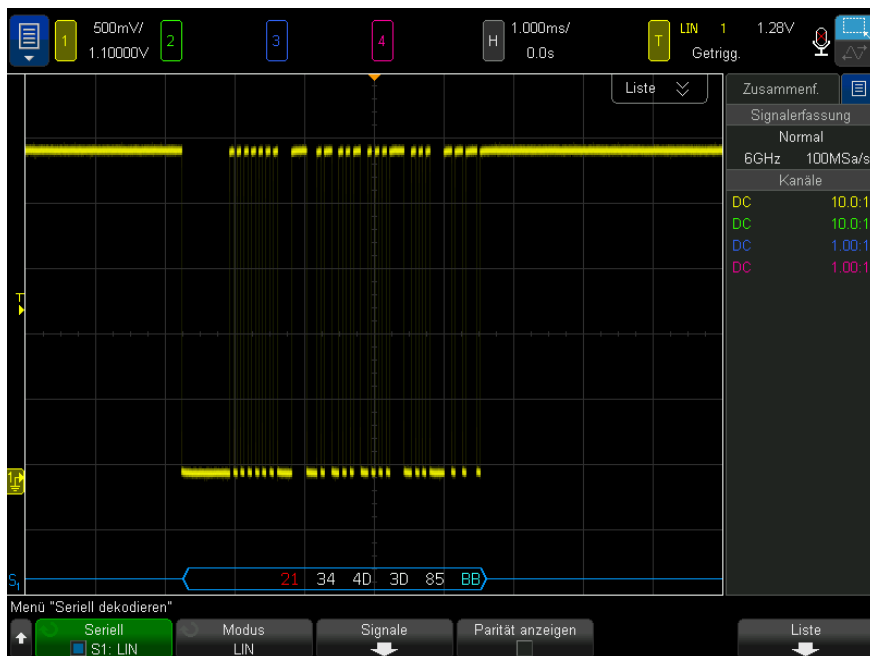 1 500mV/ 2 3 4 H 1.000ms/ T LIN 1 1.28V
1.10000V 0.0s Getrigg.
Liste
Zusammenf.
Signalerfassung
Normal
6GHz 100MSa/s
Kanäle
DC 10.0:1
DC 10.0:1
DC 1.00:1
DC 1.00:1
T
1
S1 21 34 4D 3D 85 BB
Menü "Seriell dekodieren"
Seriell Modus Signale Parität anzeigen Liste
S1: LIN LIN